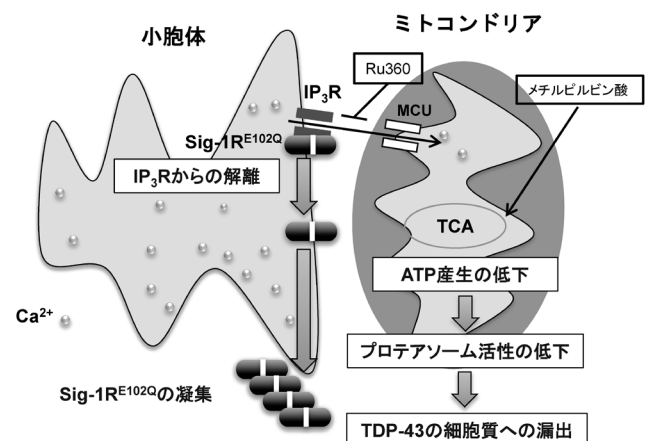 ミトコンドリア
小胞体
Ru360
IP₃R
メチルピルビン酸
MCU
Sig-1Rᴱ¹⁰²Q
IP₃Rからの解離
TCA
ATP産生の低下
Ca²⁺
プロテアソーム活性の低下
Sig-1Rᴱ¹⁰²Qの凝集
TDP-43の細胞質への漏出